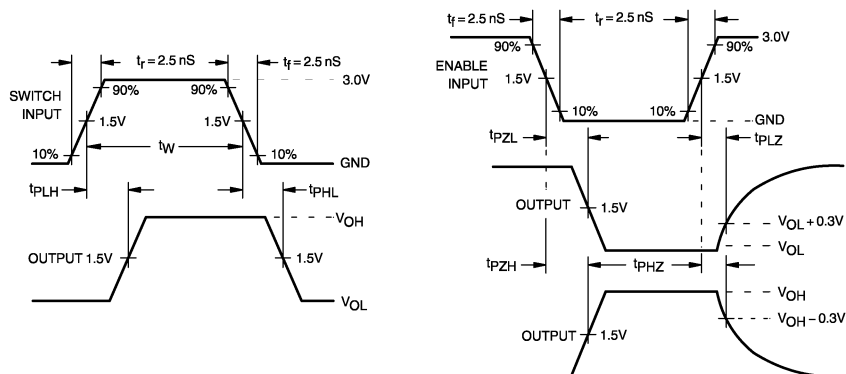 tr = 2.5 nS
tf = 2.5 nS
3.0V
90%
90%
SWITCH
INPUT
1.5V
1.5V
tW
10%
10%
GND
tPLH
tPHL
VOH
OUTPUT 1.5V
1.5V
VOL
tf = 2.5 nS
tr = 2.5 nS
3.0V
90%
90%
ENABLE
INPUT
1.5V
1.5V
10%
10%
GND
tPZL
tPLZ
OUTPUT
1.5V
VOL + 0.3V
VOL
tPZH
tPHZ
VOH
VOH – 0.3V
OUTPUT
1.5V